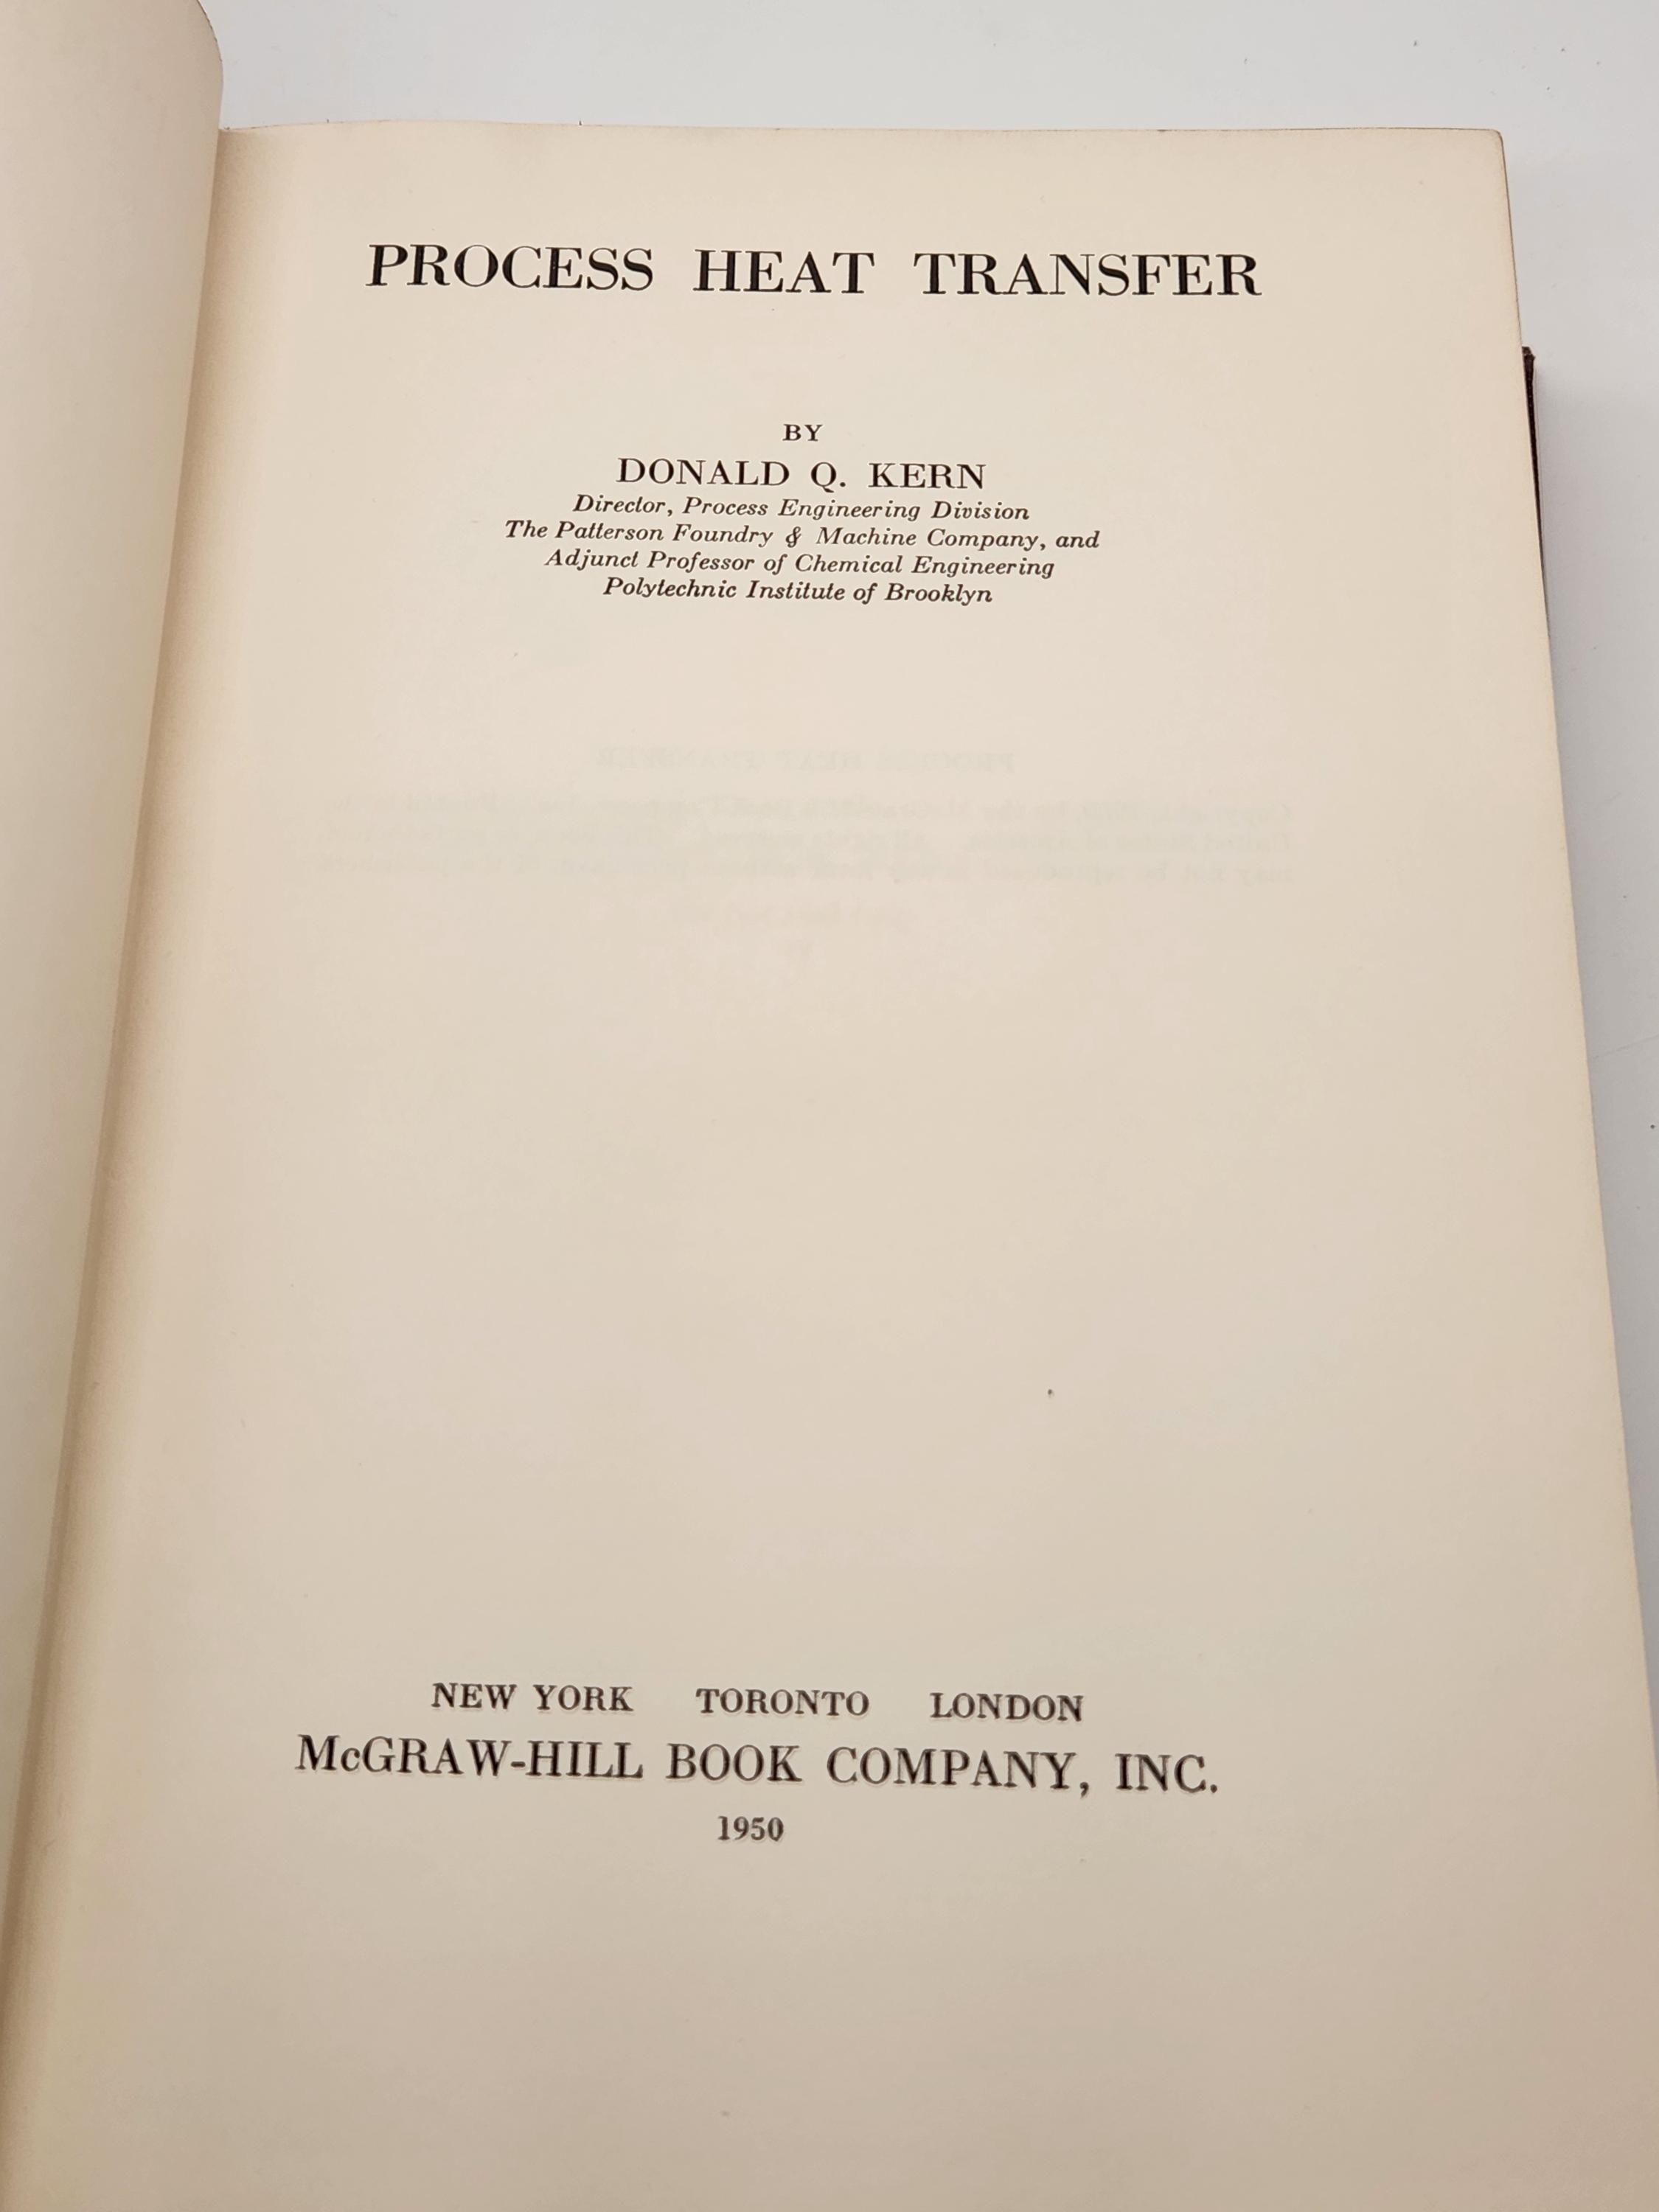 PROCESS HEAT TRANSFER
BY
DONALD Q. KERN
Director, Process Engineering Division
The Patterson Foundry & Machine Company, and
Adjunct Professor of Chemical Engineering
Polytechnic Institute of Brooklyn
NEW YORK TORONTO LONDON
McGRAW-HILL BOOK COMPANY, INC.
1950